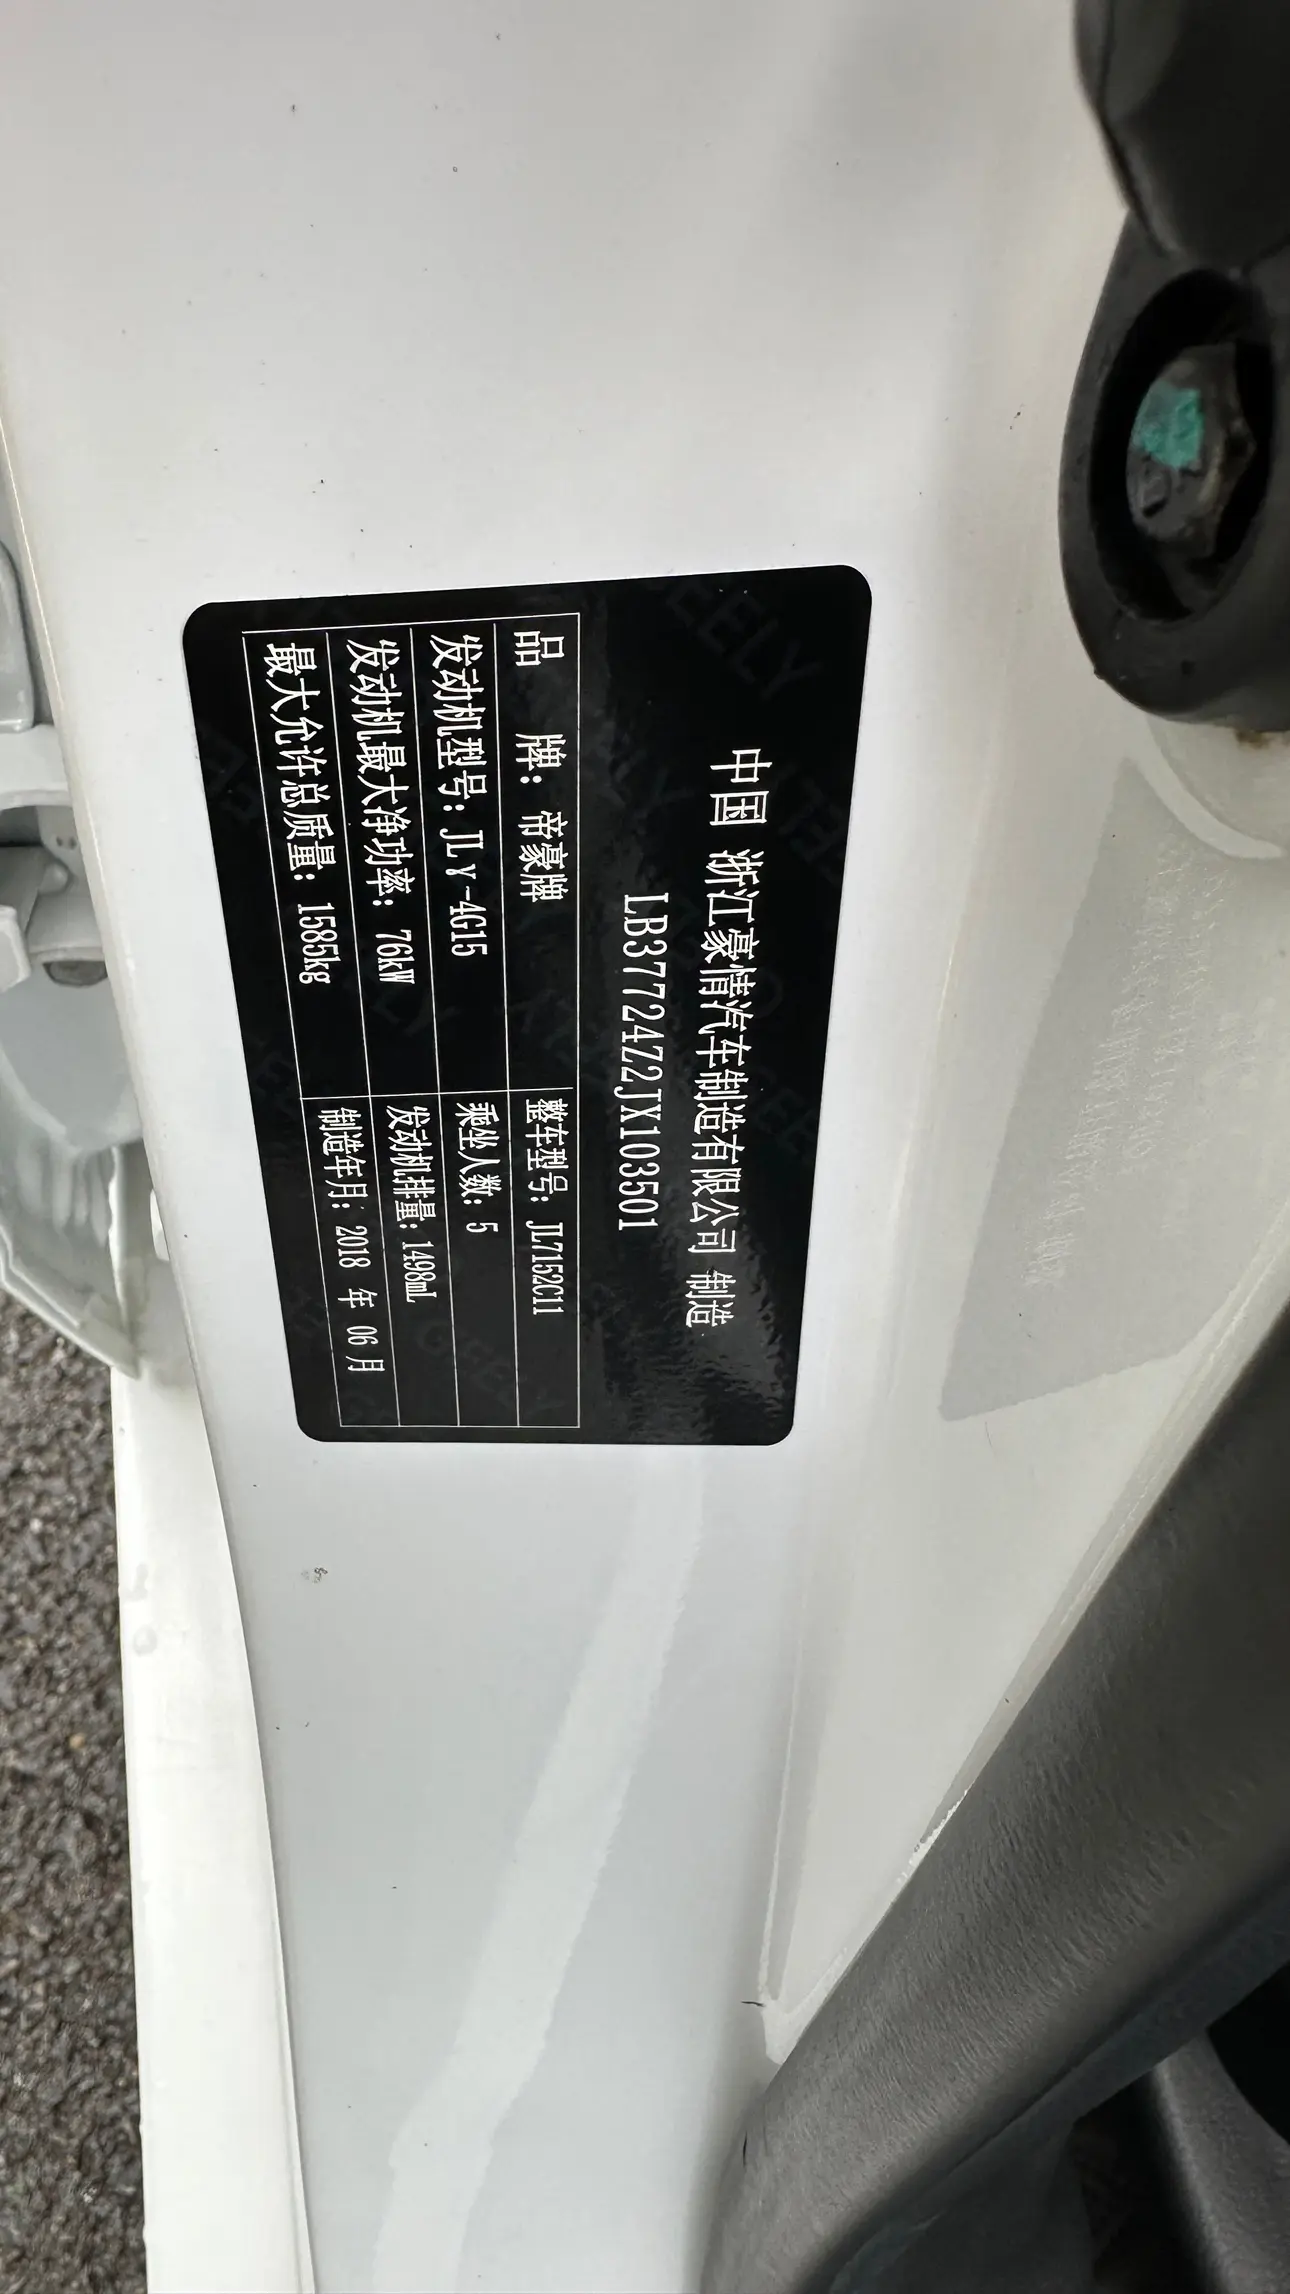 中国 浙江豪情汽车制造有限公司 制造
LB37724Z2JX103501
品 牌: 帝豪牌 整车型号: JL7152C11
发动机型号: JLγ-4G15 乘坐人数: 5
发动机最大净功率: 76kW 发动机排量: 1498mL
最大允许总质量: 1585kg 制造年月: 2018 年 06 月
GEELY